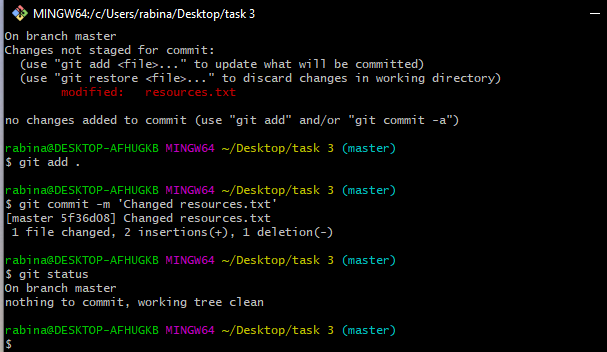 MINGW64:/c/Users/rabina/Desktop/task 3
On branch master
Changes not staged for commit:
  (use "git add <file>..." to update what will be committed)
  (use "git restore <file>..." to discard changes in working directory)
        modified:   resources.txt

no changes added to commit (use "git add" and/or "git commit -a")

rabina@DESKTOP-AFHUGKB MINGW64 ~/Desktop/task 3 (master)
$ git add .

rabina@DESKTOP-AFHUGKB MINGW64 ~/Desktop/task 3 (master)
$ git commit -m 'Changed resources.txt'
[master 5f36d08] Changed resources.txt
 1 file changed, 2 insertions(+), 1 deletion(-)

rabina@DESKTOP-AFHUGKB MINGW64 ~/Desktop/task 3 (master)
$ git status
On branch master
nothing to commit, working tree clean

rabina@DESKTOP-AFHUGKB MINGW64 ~/Desktop/task 3 (master)
$